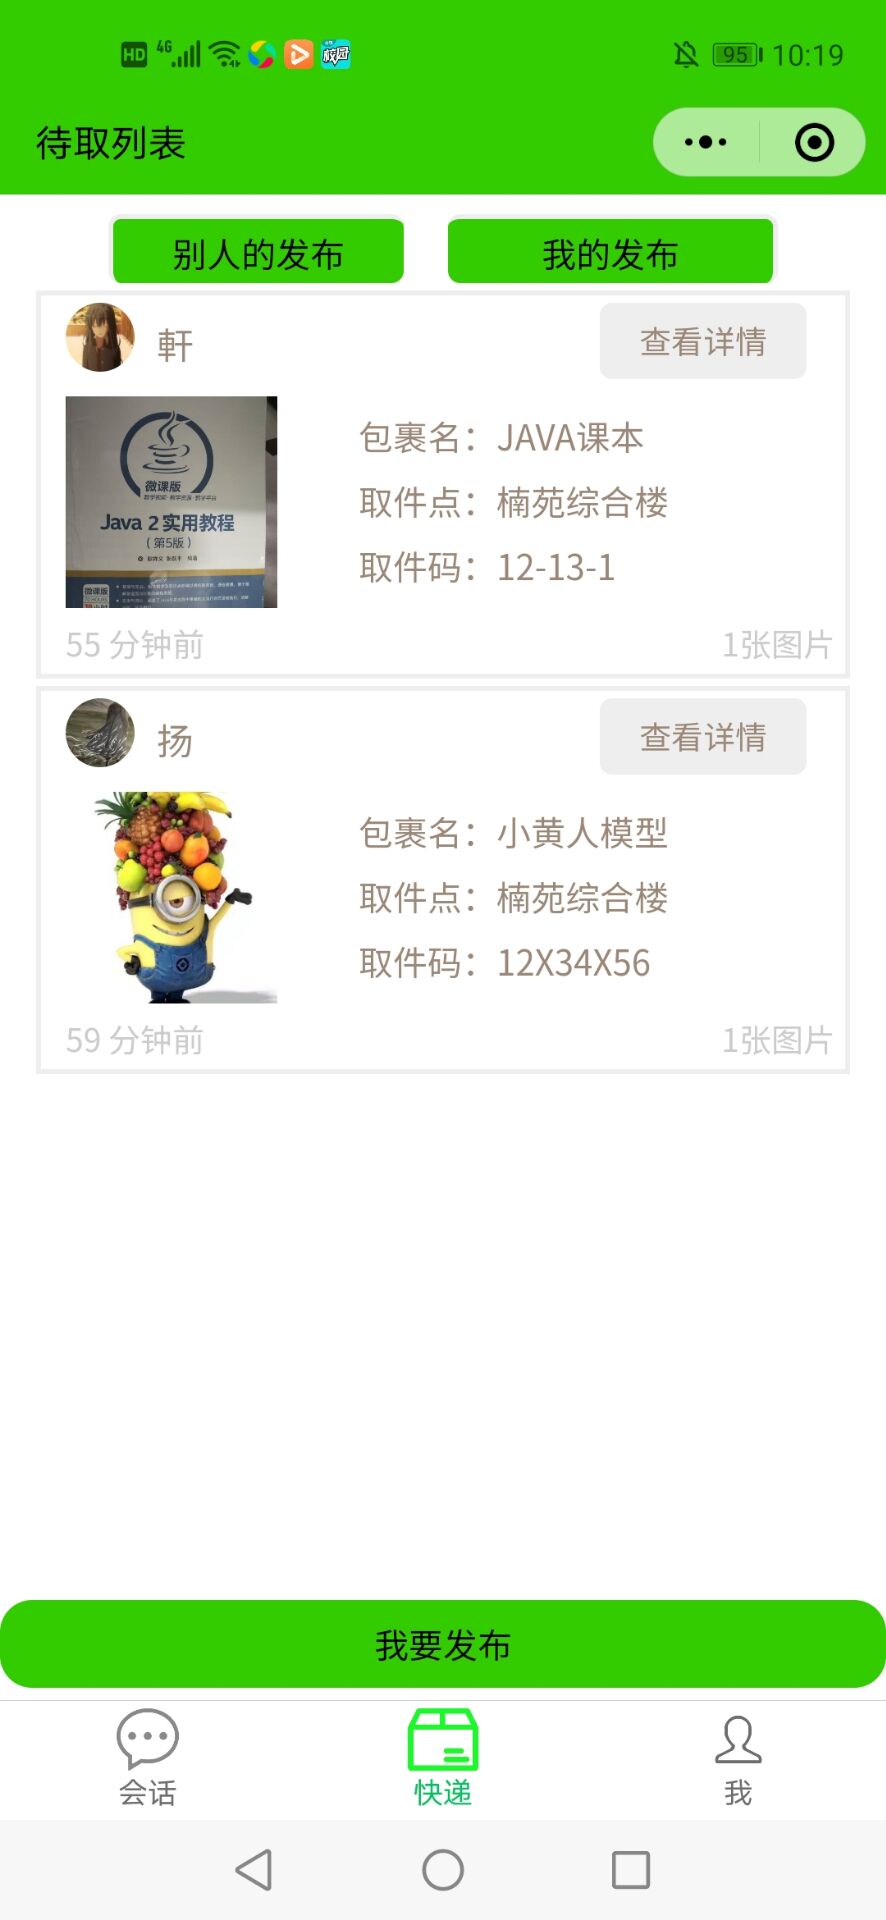 HD 4G 校园 95 10:19
待取列表
别人的发布 我的发布
軒 查看详情
微课版
Java 2 实用教程
（第5版）
微课版
包裹名：JAVA课本
取件点：楠苑综合楼
取件码：12-13-1
55 分钟前 1张图片
扬 查看详情
包裹名：小黄人模型
取件点：楠苑综合楼
取件码：12X34X56
59 分钟前 1张图片
我要发布
会话 快递 我